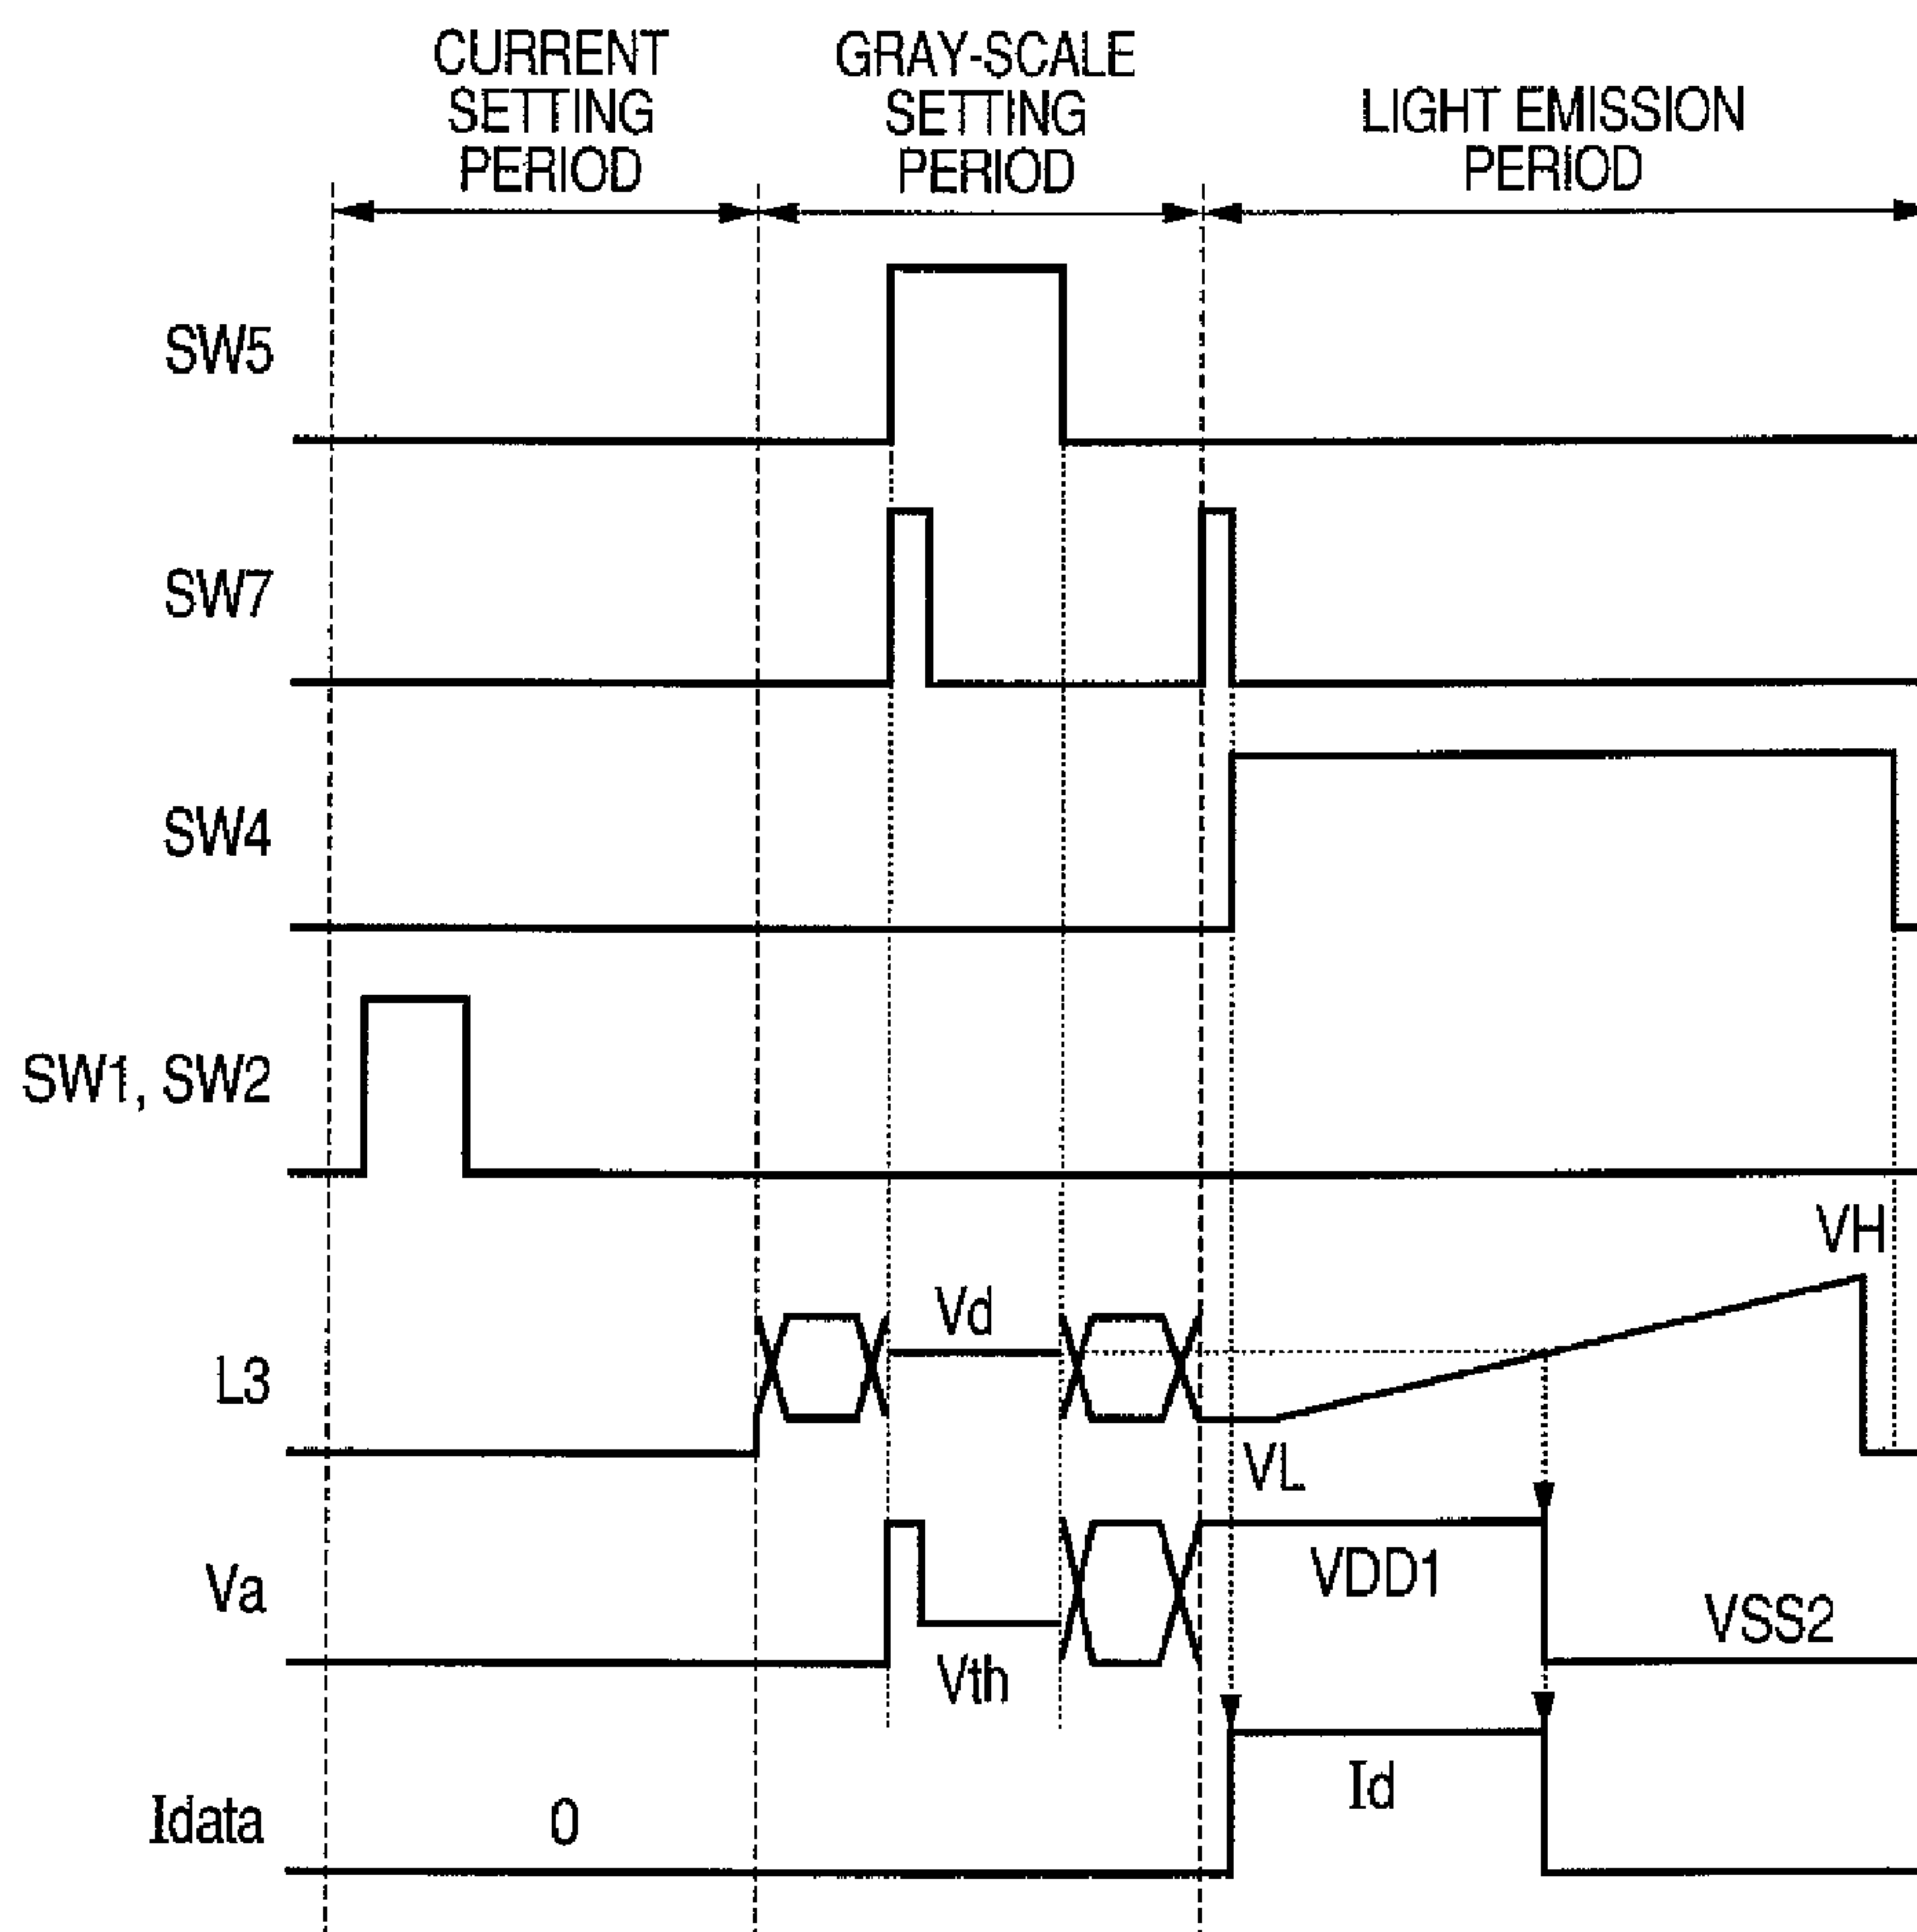 CURRENT
SETTING
PERIOD
GRAY-SCALE
SETTING
PERIOD
LIGHT EMISSION
PERIOD
SW5
SW7
SW4
SW1, SW2
VH
Vd
L3
VL
Va
VDD1
VSS2
Vth
Id
Idata
0